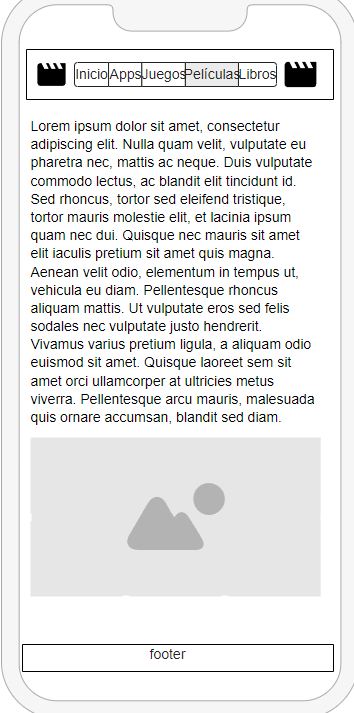 Inicio Apps Juegos Películas Libros
Lorem ipsum dolor sit amet, consectetur
adipiscing elit. Nulla quam velit, vulputate eu
pharetra nec, mattis ac neque. Duis vulputate
commodo lectus, ac blandit elit tincidunt id.
Sed rhoncus, tortor sed eleifend tristique,
tortor mauris molestie elit, et lacinia ipsum
quam nec dui. Quisque nec mauris sit amet
elit iaculis pretium sit amet quis magna.
Aenean velit odio, elementum in tempus ut,
vehicula eu diam. Pellentesque rhoncus
aliquam mattis. Ut vulputate eros sed felis
sodales nec vulputate justo hendrerit.
Vivamus varius pretium ligula, a aliquam odio
euismod sit amet. Quisque laoreet sem sit
amet orci ullamcorper at ultricies metus
viverra. Pellentesque arcu mauris, malesuada
quis ornare accumsan, blandit sed diam.
footer